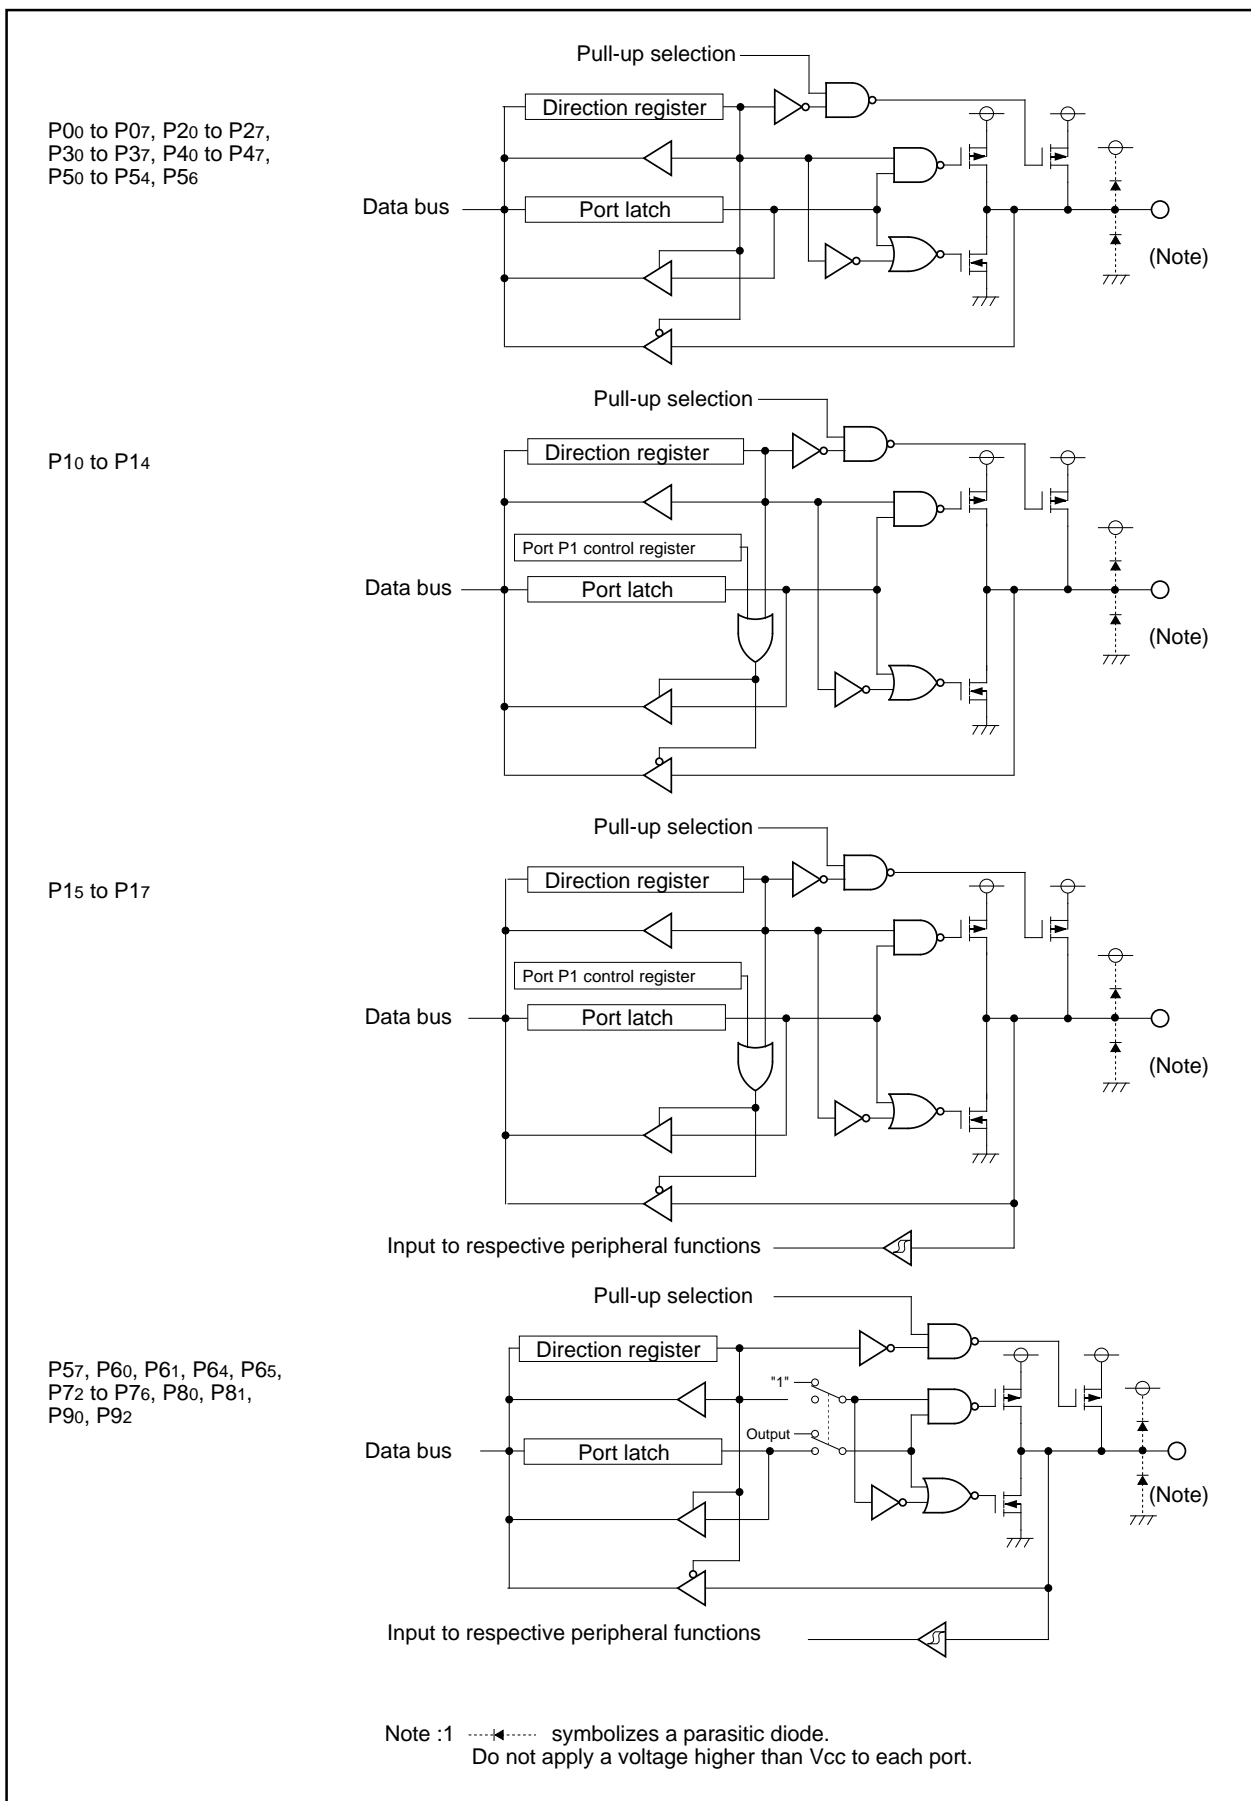 Pull-up selection
Direction register
P00 to P07, P20 to P27,
P30 to P37, P40 to P47,
P50 to P54, P56
Data bus
Port latch
(Note)
Pull-up selection
P10 to P14
Direction register
Port P1 control register
Data bus
Port latch
(Note)
Pull-up selection
P15 to P17
Direction register
Port P1 control register
Data bus
Port latch
(Note)
Input to respective peripheral functions
Pull-up selection
Direction register
P57, P60, P61, P64, P65,
P72 to P76, P80, P81,
P90, P92
"1"
Output
Data bus
Port latch
(Note)
Input to respective peripheral functions
Note :1 symbolizes a parasitic diode.
Do not apply a voltage higher than Vcc to each port.